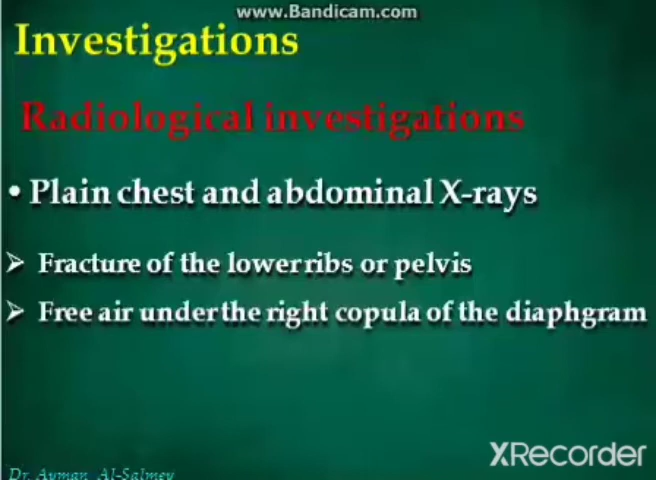 www.Bandicam.com
Investigations
Radiological investigations
• Plain chest and abdominal X-rays
➢ Fracture of the lower ribs or pelvis
➢ Free air under the right copula of the diaphgram
XRecorder
Dr. Ayman Al-Salmey